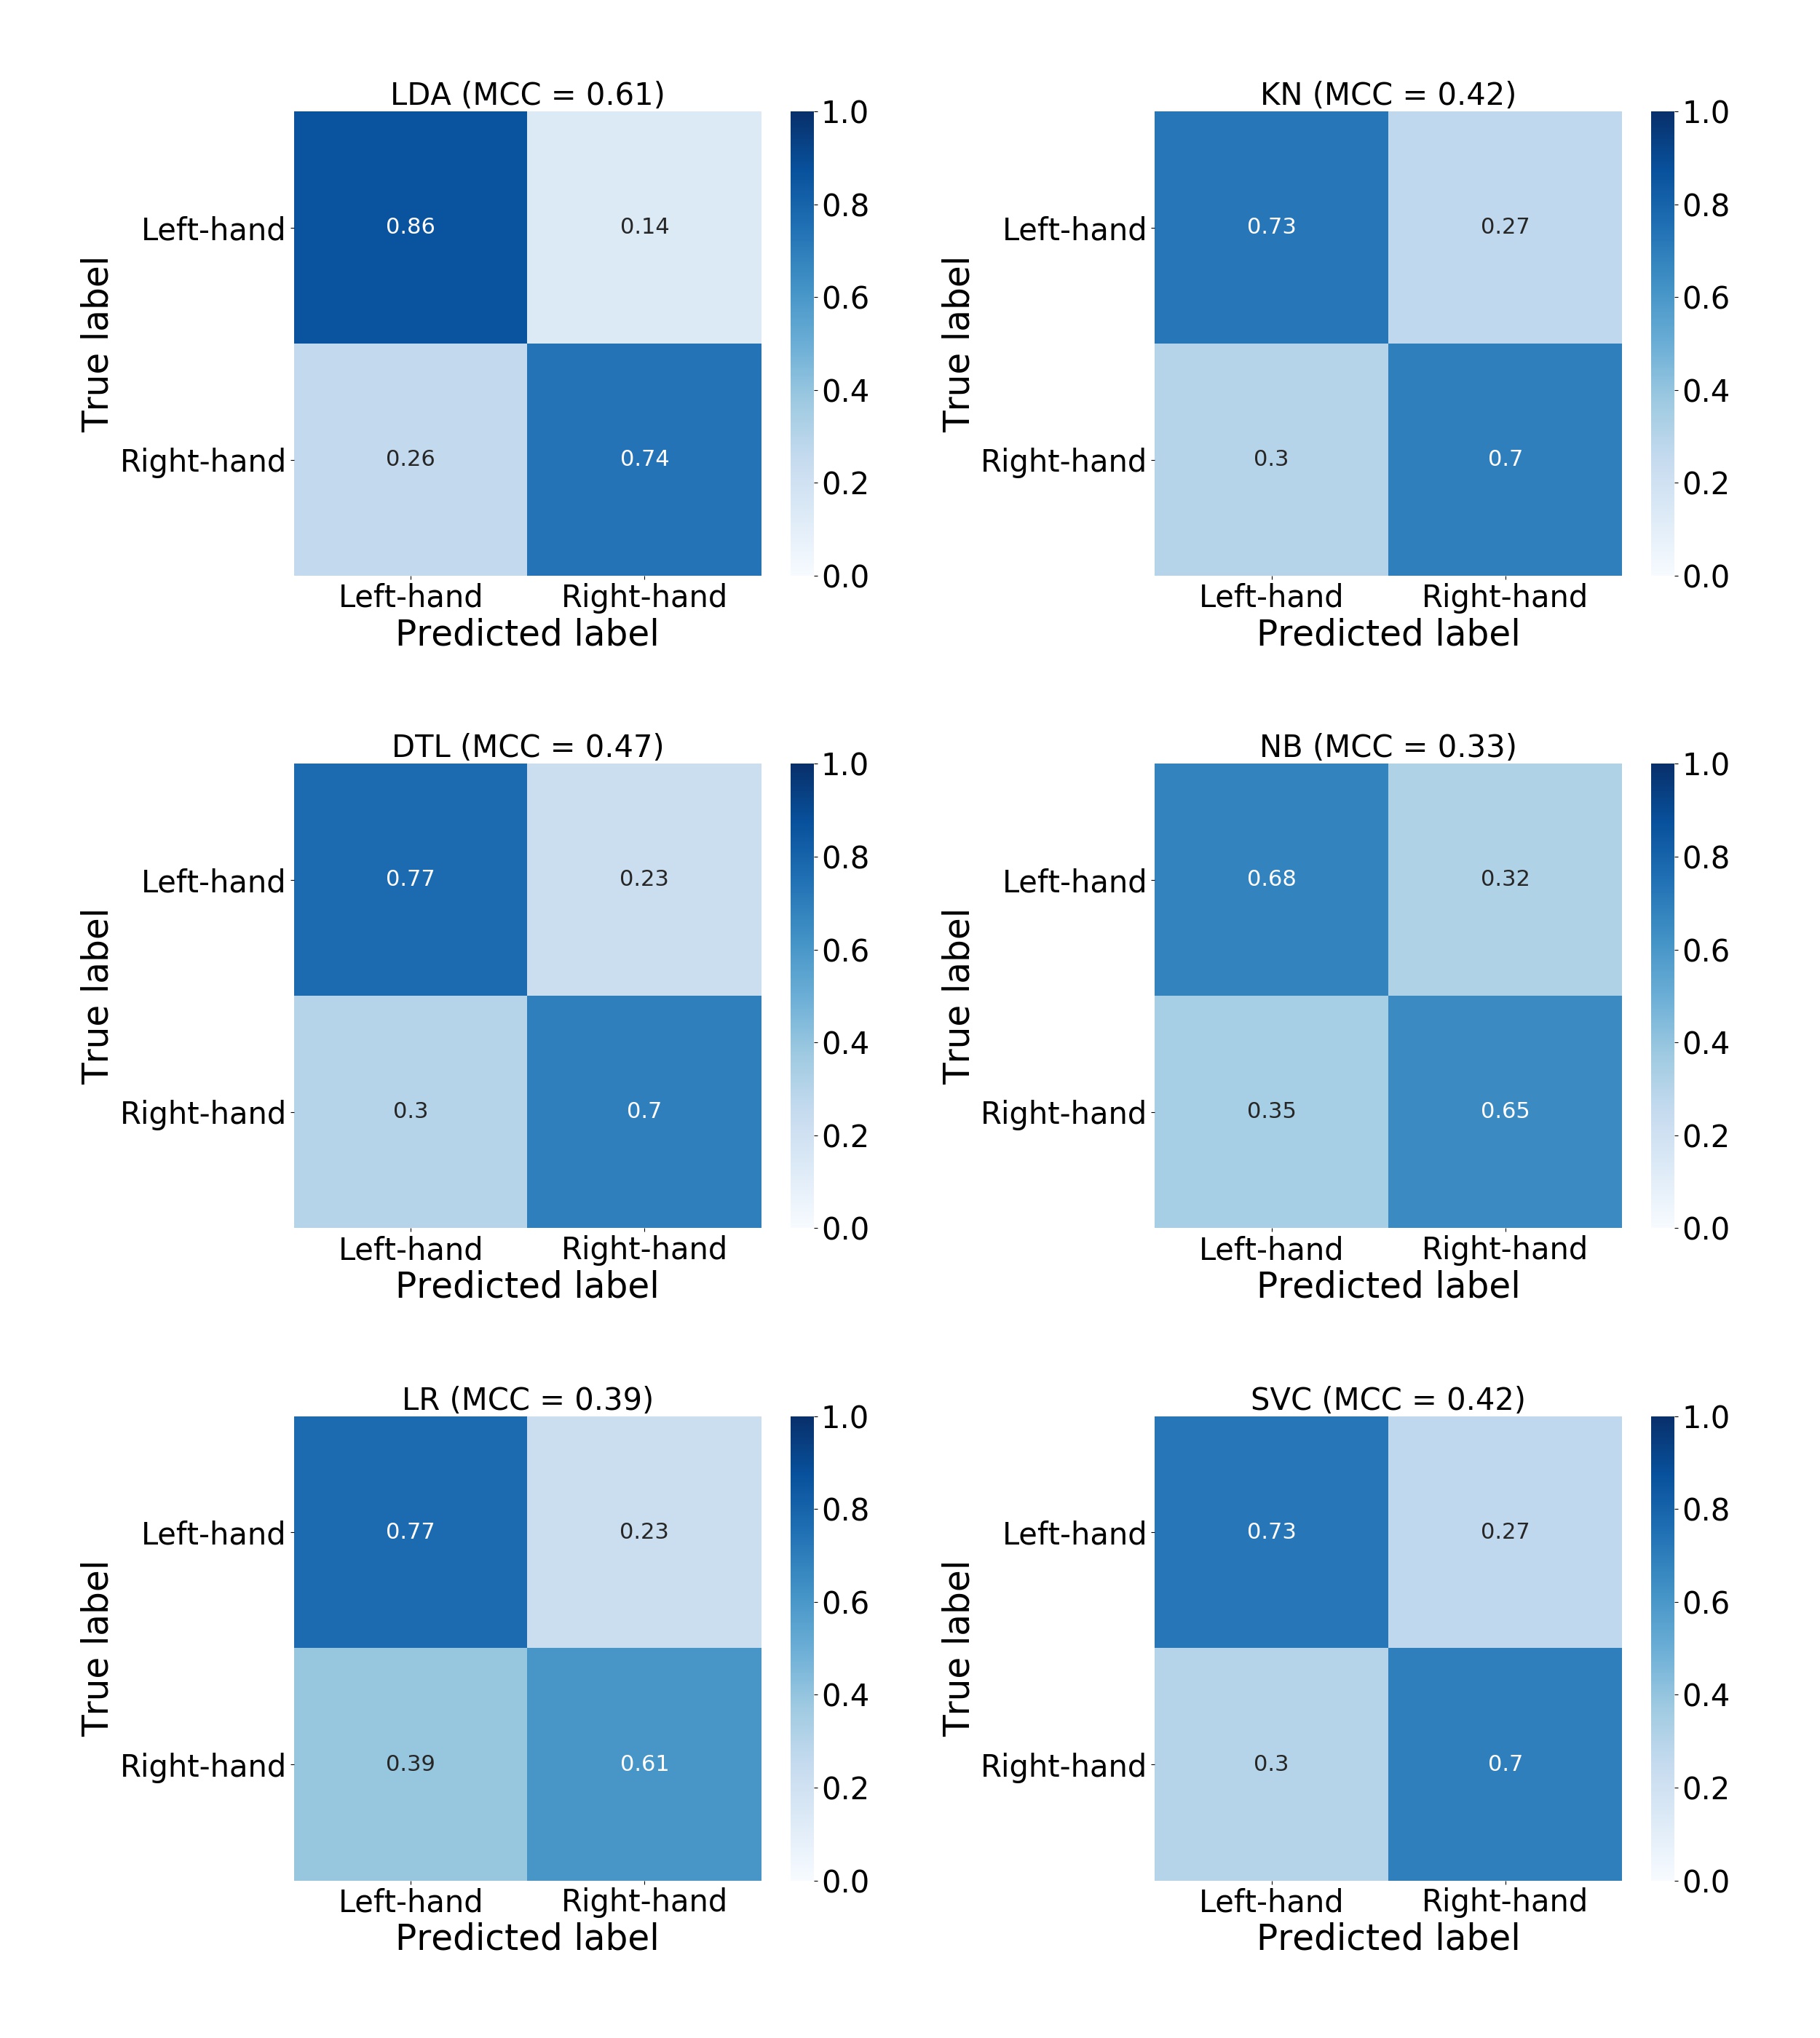 LDA (MCC = 0.61)
True label
Left-hand
0.86
0.14
Right-hand
0.26
0.74
Left-hand
Right-hand
Predicted label
1.0
0.8
0.6
0.4
0.2
0.0
KN (MCC = 0.42)
True label
Left-hand
0.73
0.27
Right-hand
0.3
0.7
Left-hand
Right-hand
Predicted label
1.0
0.8
0.6
0.4
0.2
0.0
DTL (MCC = 0.47)
True label
Left-hand
0.77
0.23
Right-hand
0.3
0.7
Left-hand
Right-hand
Predicted label
1.0
0.8
0.6
0.4
0.2
0.0
NB (MCC = 0.33)
True label
Left-hand
0.68
0.32
Right-hand
0.35
0.65
Left-hand
Right-hand
Predicted label
1.0
0.8
0.6
0.4
0.2
0.0
LR (MCC = 0.39)
True label
Left-hand
0.77
0.23
Right-hand
0.39
0.61
Left-hand
Right-hand
Predicted label
1.0
0.8
0.6
0.4
0.2
0.0
SVC (MCC = 0.42)
True label
Left-hand
0.73
0.27
Right-hand
0.3
0.7
Left-hand
Right-hand
Predicted label
1.0
0.8
0.6
0.4
0.2
0.0